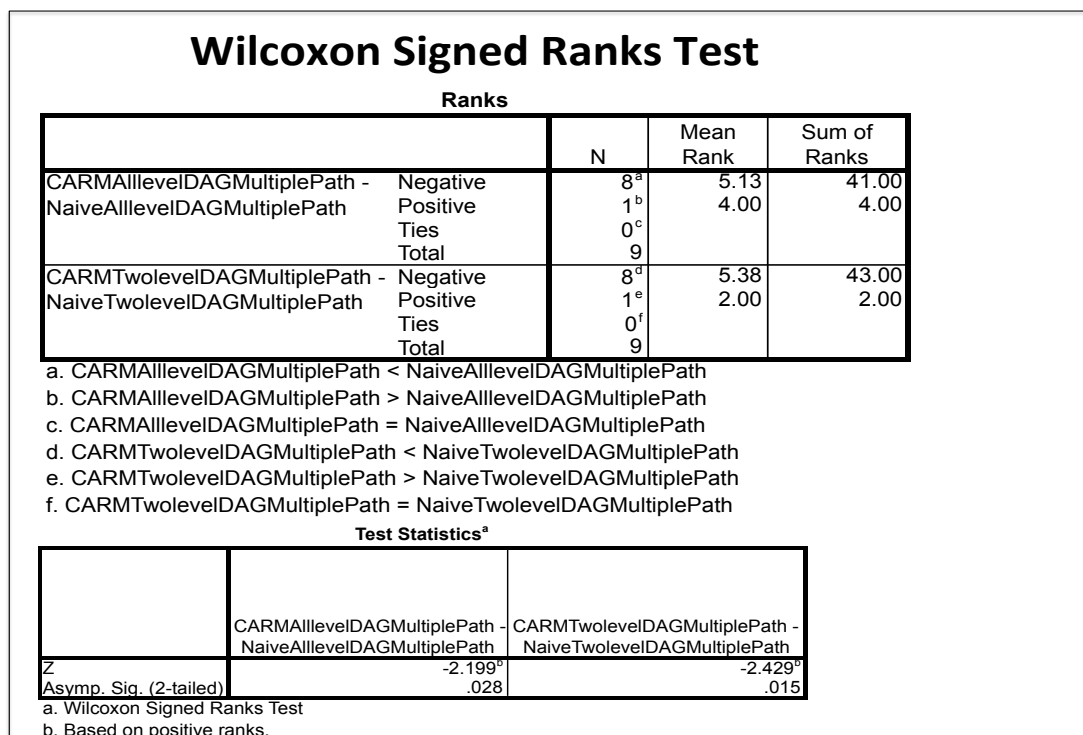 Wilcoxon Signed Ranks Test
Ranks
N Mean Rank Sum of Ranks
CARMAlllevelDAGMultiplePath - Negative 8a 5.13 41.00
NaiveAlllevelDAGMultiplePath Positive 1b 4.00 4.00
Ties 0c
Total 9
CARMTwolevelDAGMultiplePath - Negative 8d 5.38 43.00
NaiveTwolevelDAGMultiplePath Positive 1e 2.00 2.00
Ties 0f
Total 9
a. CARMAlllevelDAGMultiplePath < NaiveAlllevelDAGMultiplePath
b. CARMAlllevelDAGMultiplePath > NaiveAlllevelDAGMultiplePath
c. CARMAlllevelDAGMultiplePath = NaiveAlllevelDAGMultiplePath
d. CARMTwolevelDAGMultiplePath < NaiveTwolevelDAGMultiplePath
e. CARMTwolevelDAGMultiplePath > NaiveTwolevelDAGMultiplePath
f. CARMTwolevelDAGMultiplePath = NaiveTwolevelDAGMultiplePath
Test Statisticsa
CARMAlllevelDAGMultiplePath - CARMTwolevelDAGMultiplePath -
NaiveAlllevelDAGMultiplePath NaiveTwolevelDAGMultiplePath
Z -2.199b -2.429b
Asymp. Sig. (2-tailed) .028 .015
a. Wilcoxon Signed Ranks Test
b. Based on positive ranks.